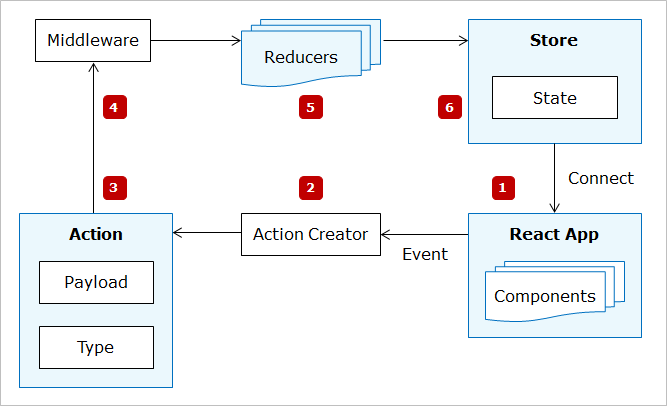 Middleware
Reducers
Store
State
4
5
6
3
2
1
Connect
Action
Action Creator
Event
React App
Payload
Components
Type